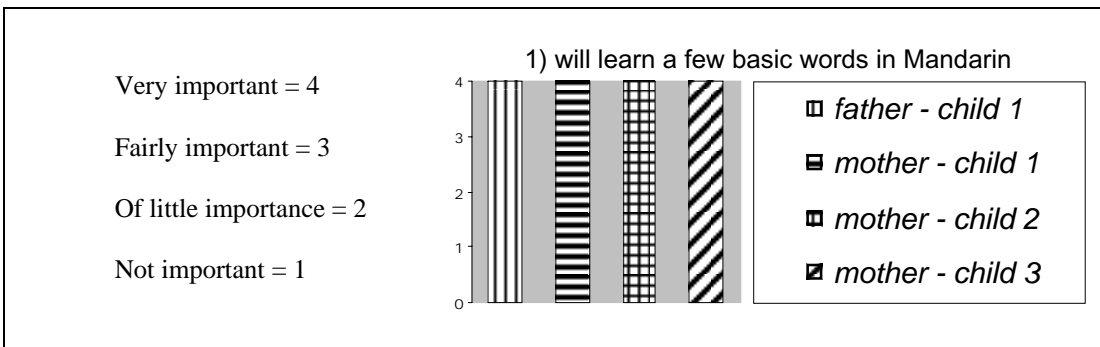 1) will learn a few basic words in Mandarin
Very important = 4
Fairly important = 3
Of little importance = 2
Not important = 1
4
3
2
1
0
father - child 1
mother - child 1
mother - child 2
mother - child 3